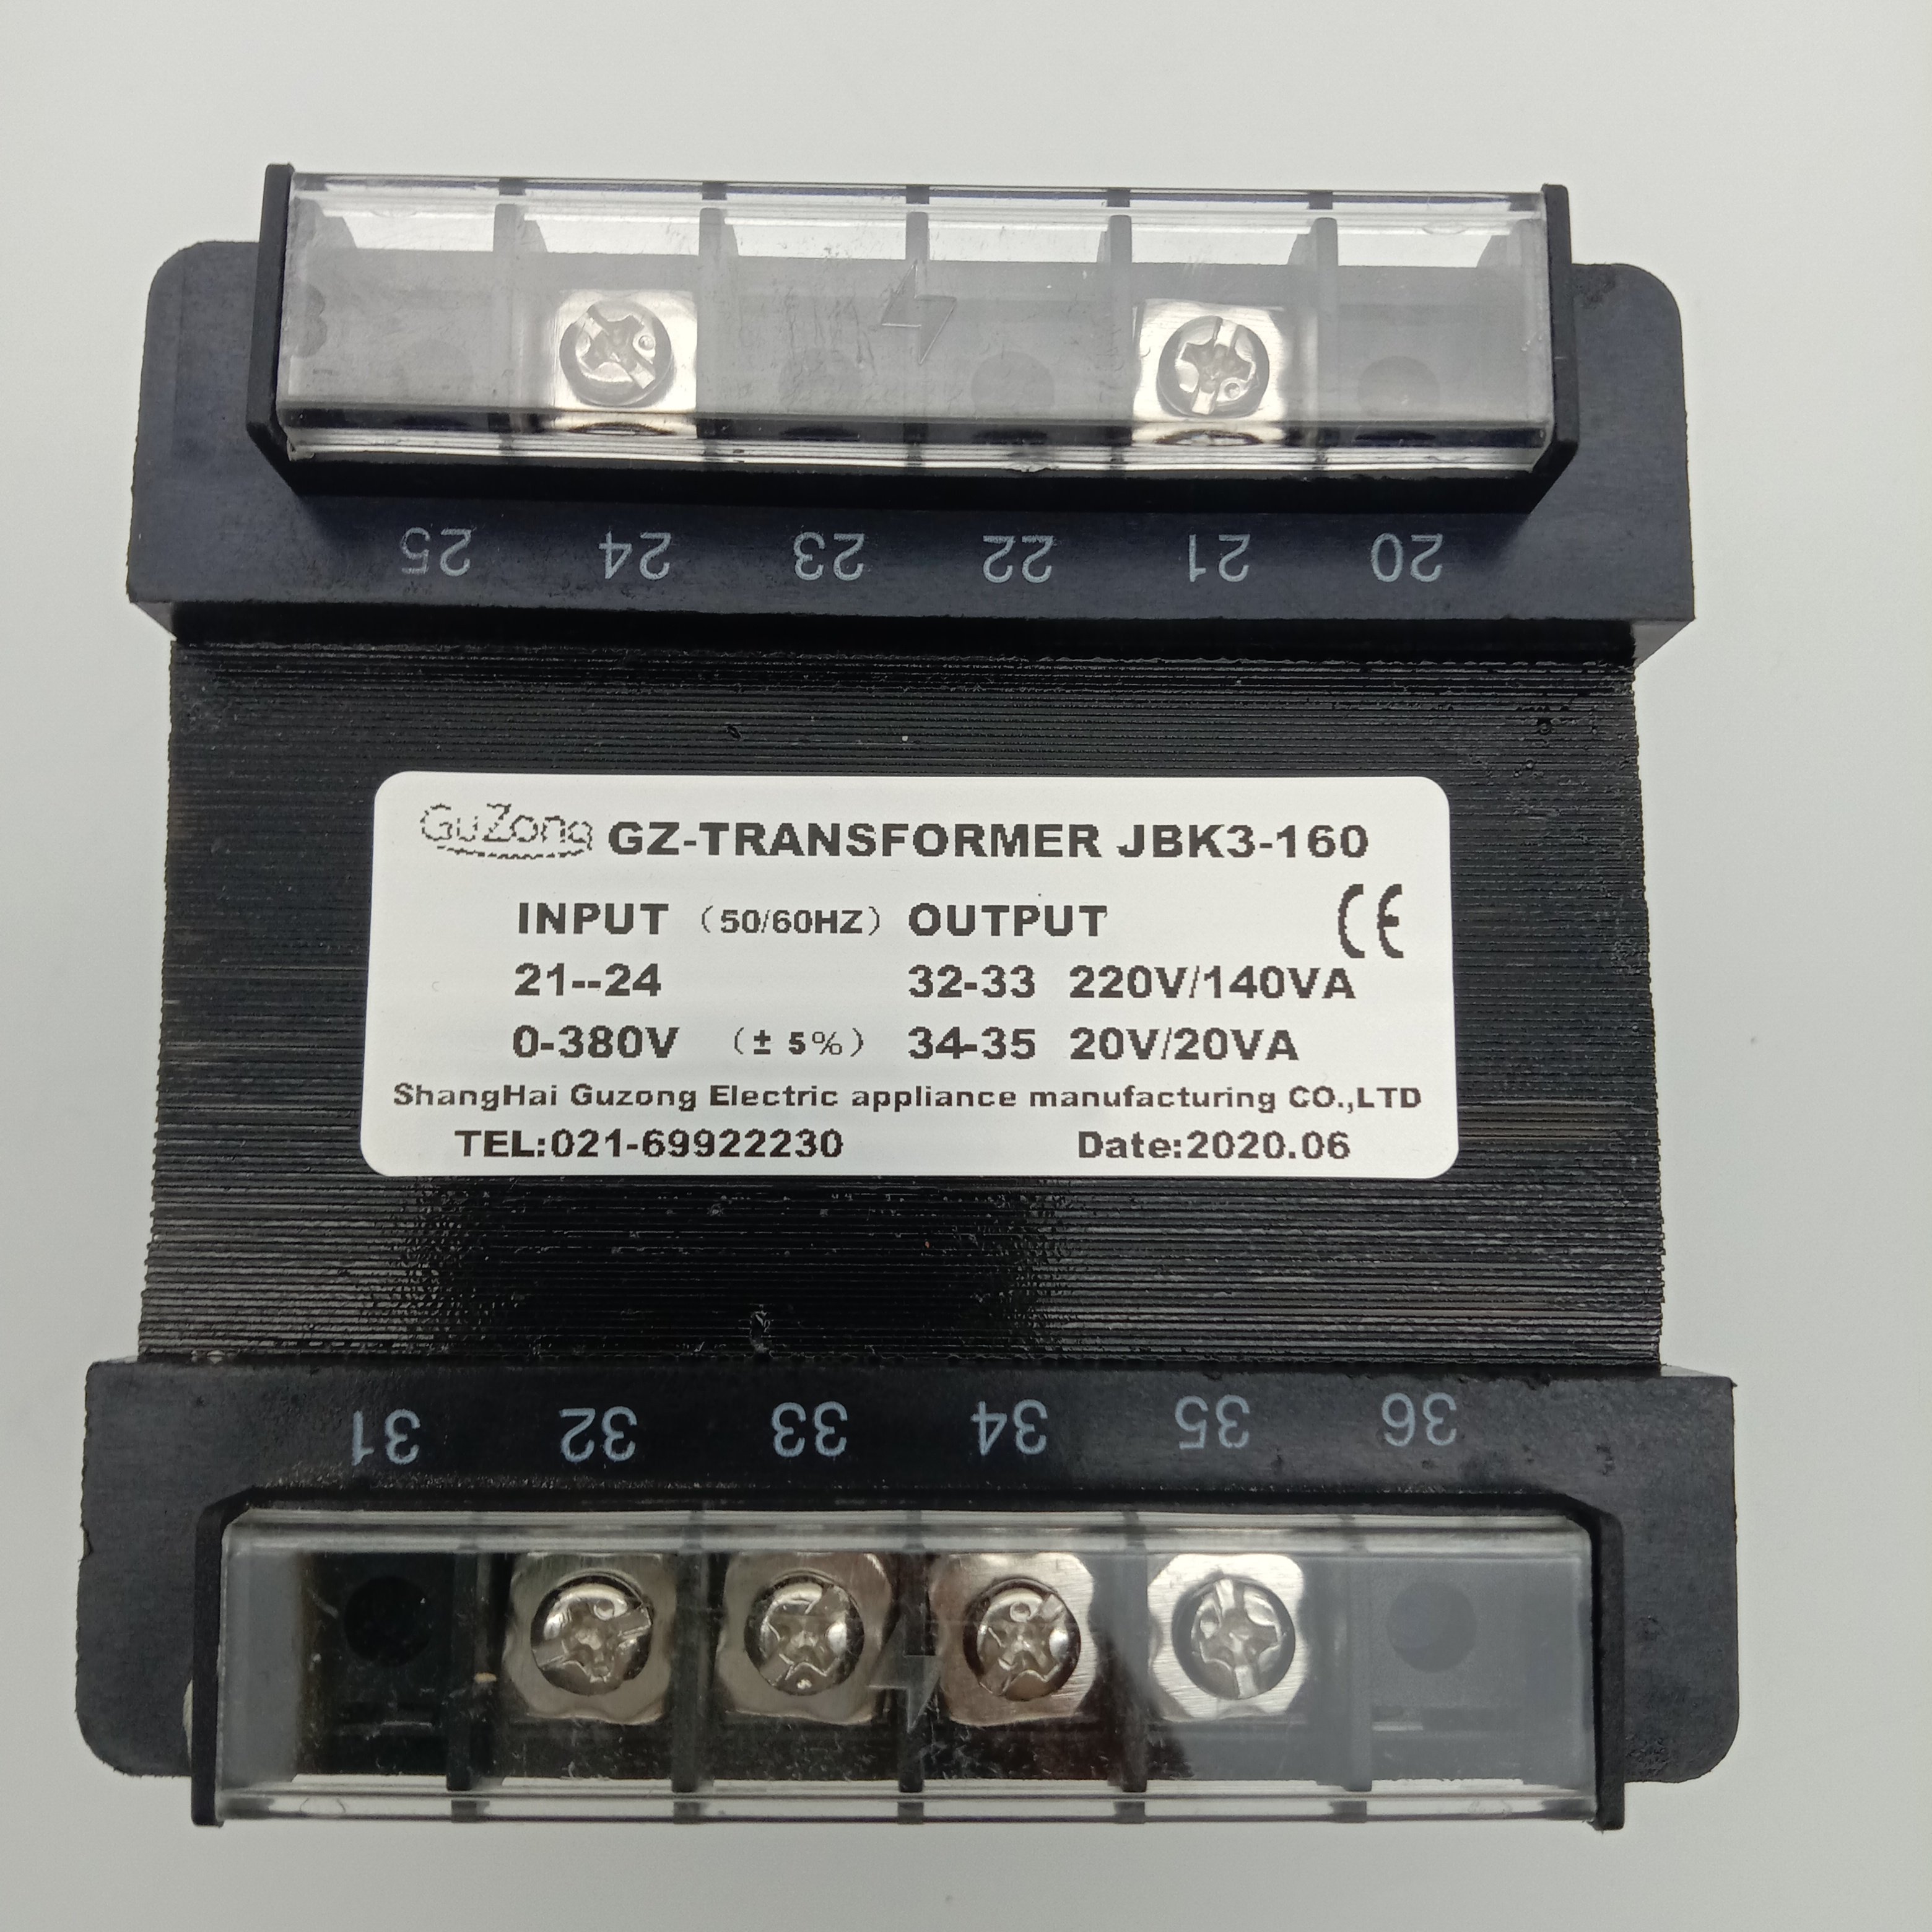 25 24 23 22 21 20
GuZong GZ-TRANSFORMER JBK3-160
INPUT (50/60HZ) OUTPUT CE
21--24 32-33 220V/140VA
0-380V (± 5%) 34-35 20V/20VA
ShangHai Guzong Electric appliance manufacturing CO.,LTD
TEL:021-69922230 Date:2020.06
31 32 33 34 35 36